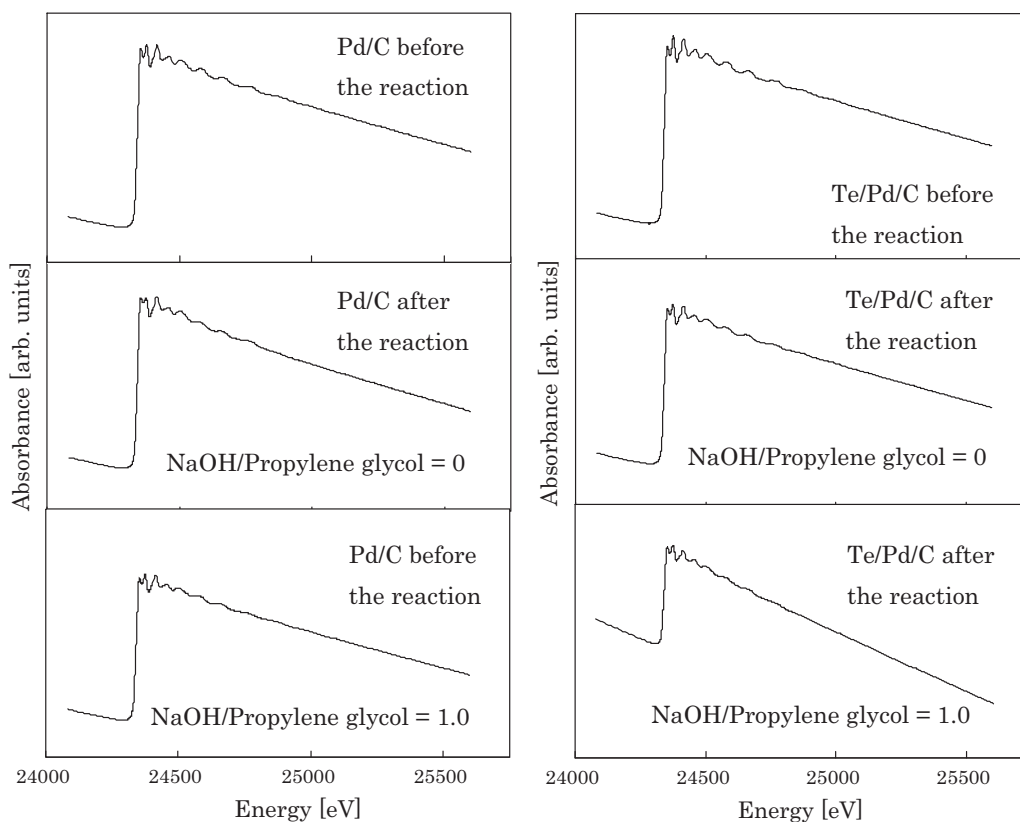 Pd/C before
the reaction
Pd/C after
the reaction
NaOH/Propylene glycol = 0
Pd/C before
the reaction
NaOH/Propylene glycol = 1.0
Absorbance [arb. units]
24000 24500 25000 25500
Energy [eV]
Te/Pd/C before
the reaction
Te/Pd/C after
the reaction
NaOH/Propylene glycol = 0
Te/Pd/C after
the reaction
NaOH/Propylene glycol = 1.0
Absorbance [arb. units]
24000 24500 25000 25500
Energy [eV]